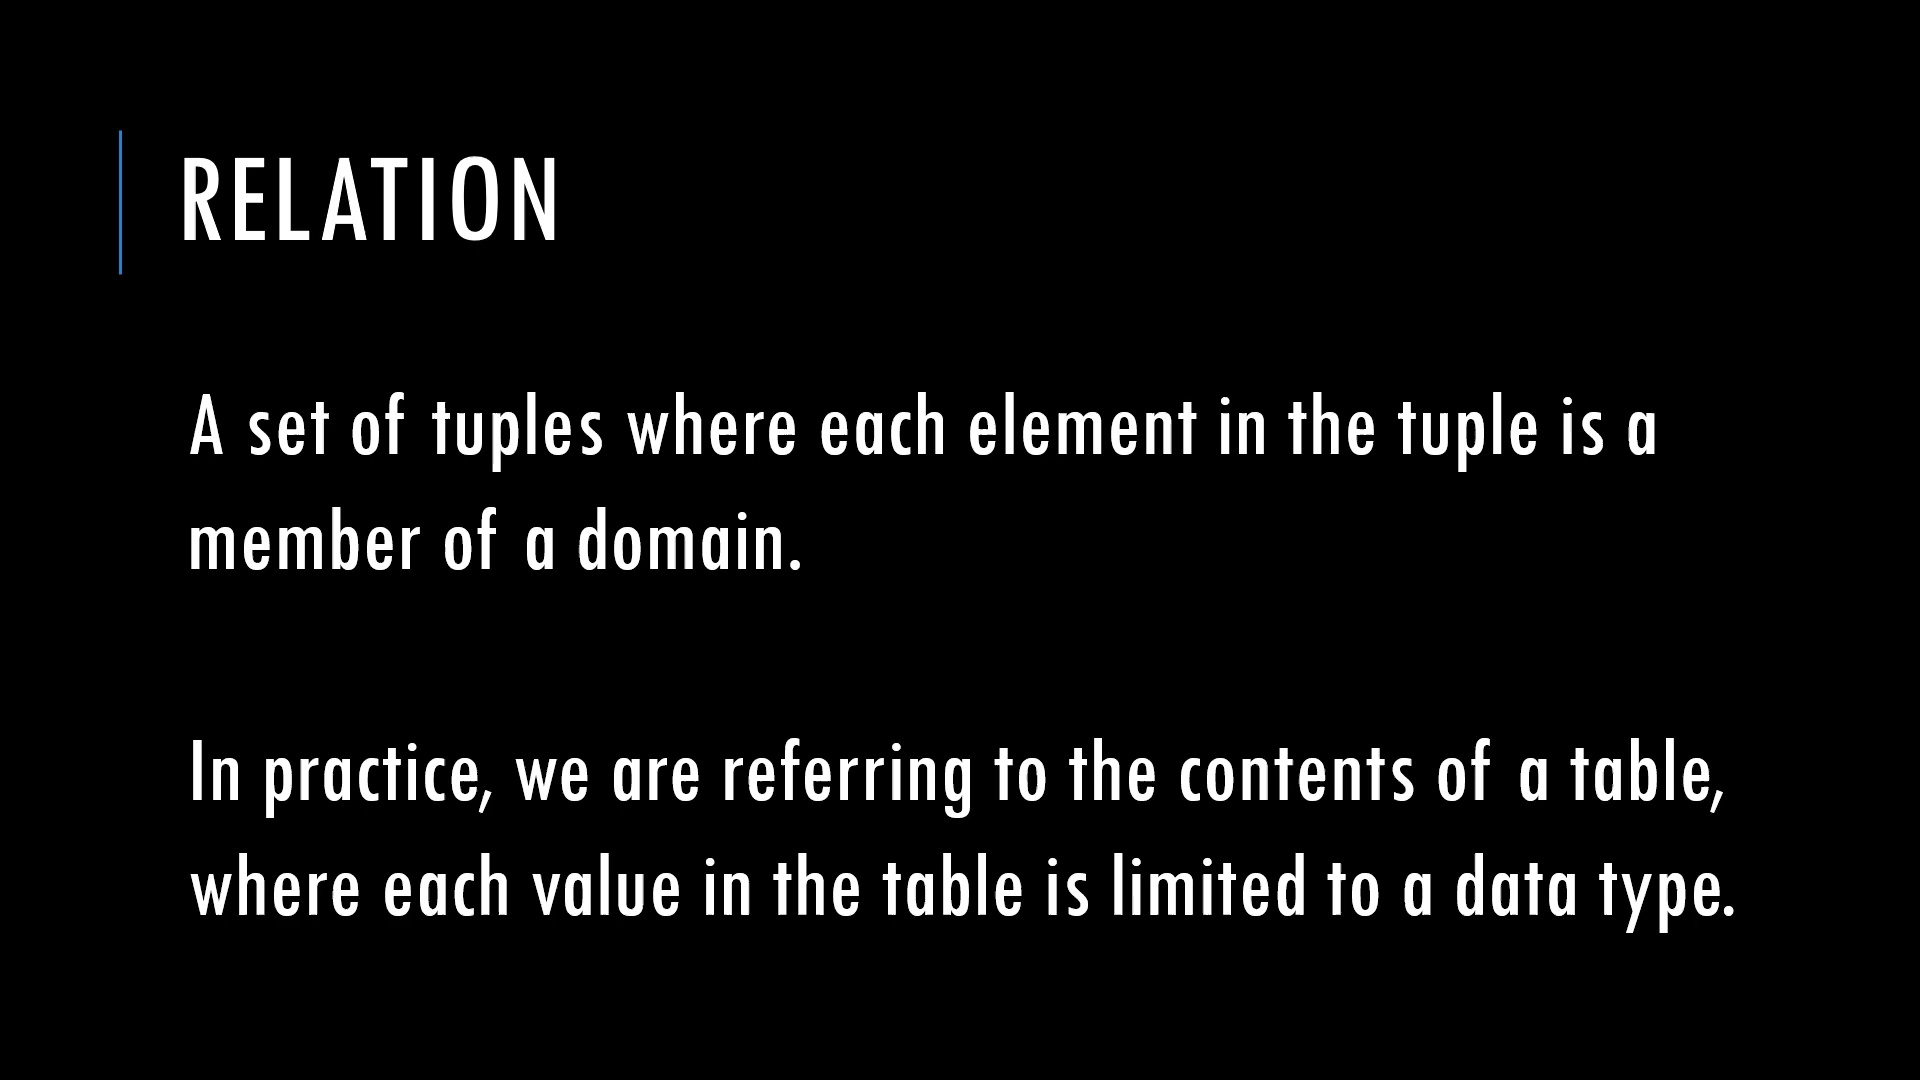 RELATION
A set of tuples where each element in the tuple is a
member of a domain.
In practice, we are referring to the contents of a table,
where each value in the table is limited to a data type.